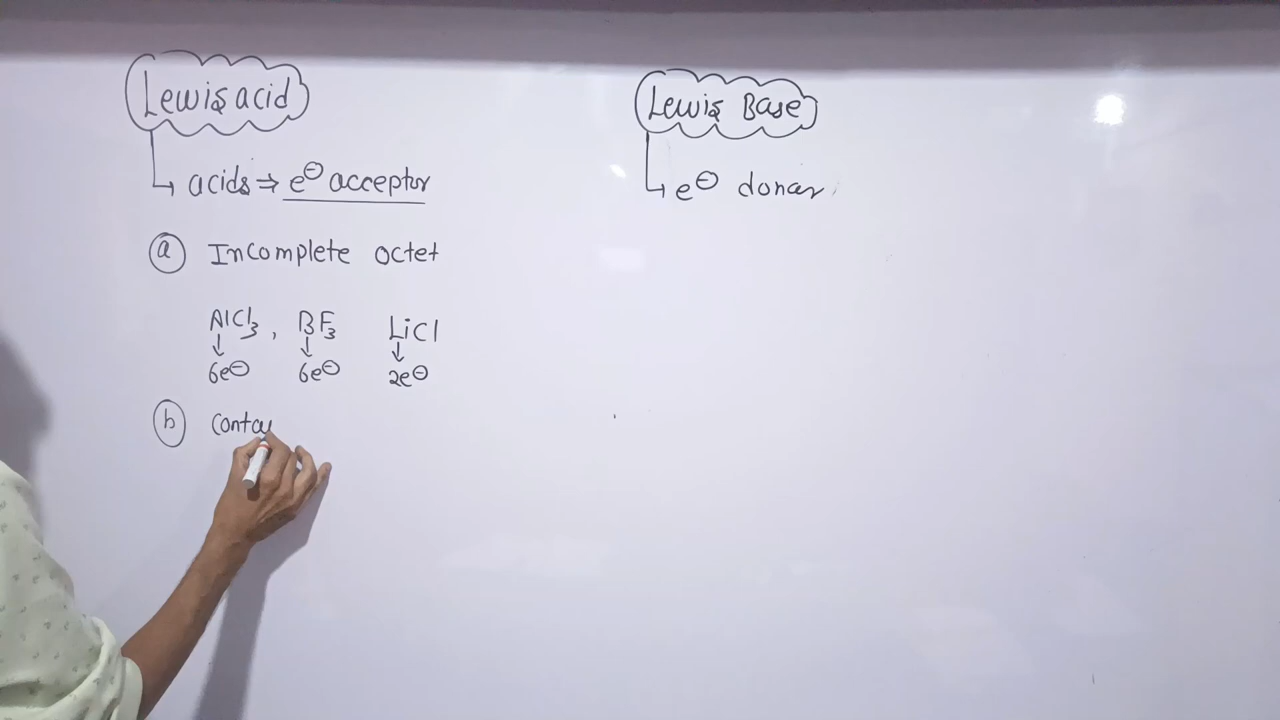 Lewis acid
↳ acids ⇒ e⊖ acceptor
ⓐ Incomplete octet
AlCl3, BF3 LiCl
↓ ↓ ↓
6e⊖ 6e⊖ 2e⊖
ⓑ Conta
Lewis Base
↳ e⊖ donar